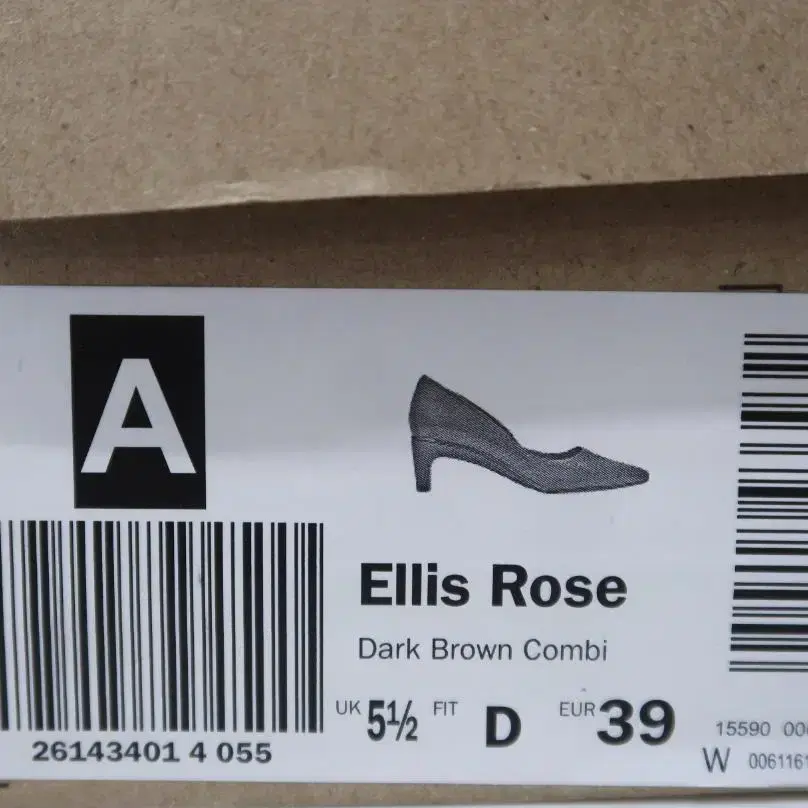 A
26143401 4 055
Ellis Rose
Dark Brown Combi
UK 5½ FIT D EUR 39
15590
W